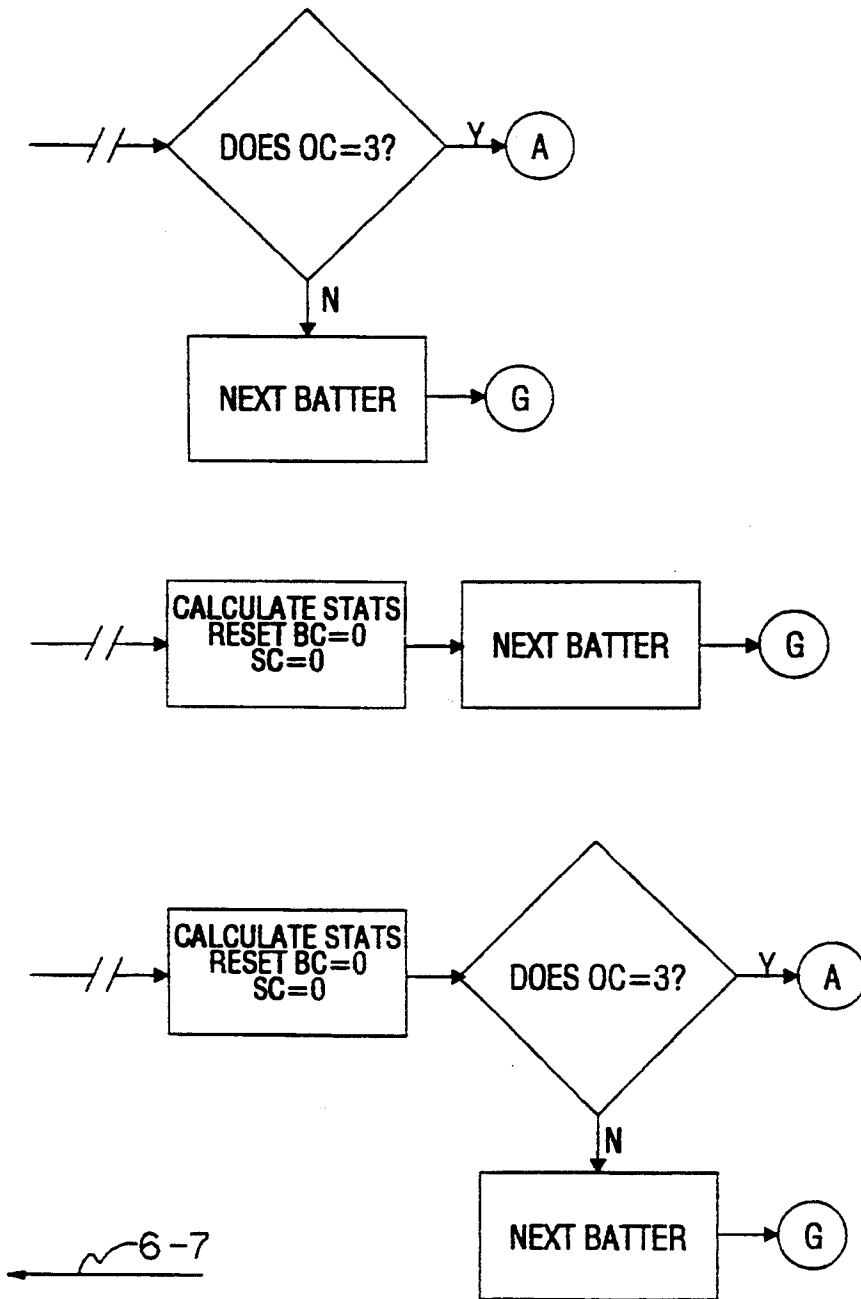 DOES OC=3?
Y
A
N
NEXT BATTER
G
CALCULATE STATS
RESET BC=0
SC=0
NEXT BATTER
G
CALCULATE STATS
RESET BC=0
SC=0
DOES OC=3?
Y
A
N
NEXT BATTER
G
6-7